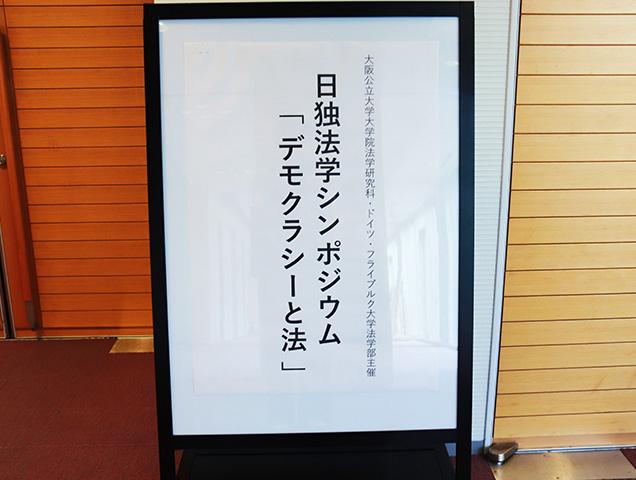 大阪公立大学大学院法学研究科・ドイツ・フライブルク大学法学部主催
日独法学シンポジウム
「デモクラシーと法」